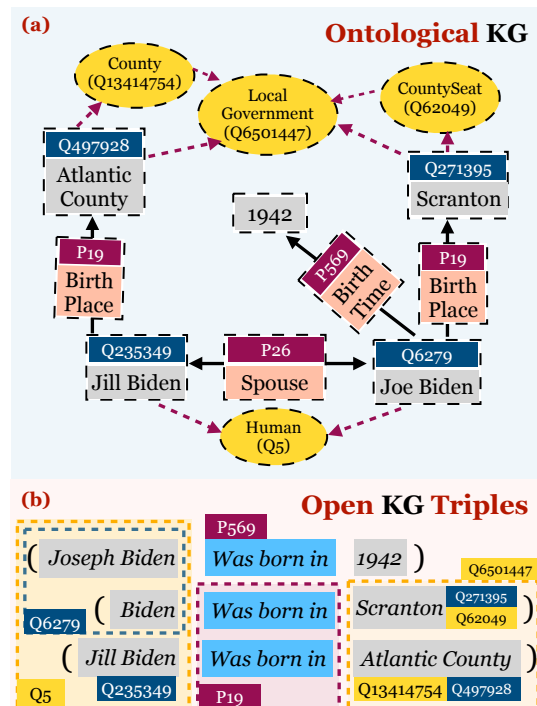 (a)
Ontological KG
County
(Q13414754)
Local
Government
(Q6501447)
CountySeat
(Q62049)
Q497928
Atlantic
County
Q271395
Scranton
1942
P19
Birth
Place
P569
Birth
Time
P19
Birth
Place
Q235349
Jill Biden
P26
Spouse
Q6279
Joe Biden
Human
(Q5)
(b)
Open KG Triples
P569
( Joseph Biden Was born in 1942 )
Q6501447
( Biden Was born in Scranton Q271395 )
Q62049
Q6279
( Jill Biden Was born in Atlantic County )
Q5 Q235349 P19 Q13414754 Q497928